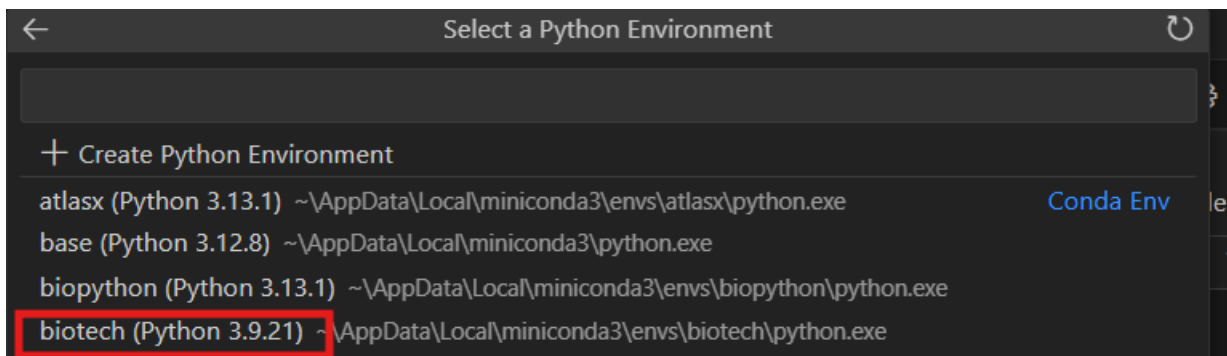 Select a Python Environment
+ Create Python Environment
atlasx (Python 3.13.1) ~\AppData\Local\miniconda3\envs\atlasx\python.exe Conda Env
base (Python 3.12.8) ~\AppData\Local\miniconda3\python.exe
biopython (Python 3.13.1) ~\AppData\Local\miniconda3\envs\biopython\python.exe
biotech (Python 3.9.21) ~\AppData\Local\miniconda3\envs\biotech\python.exe